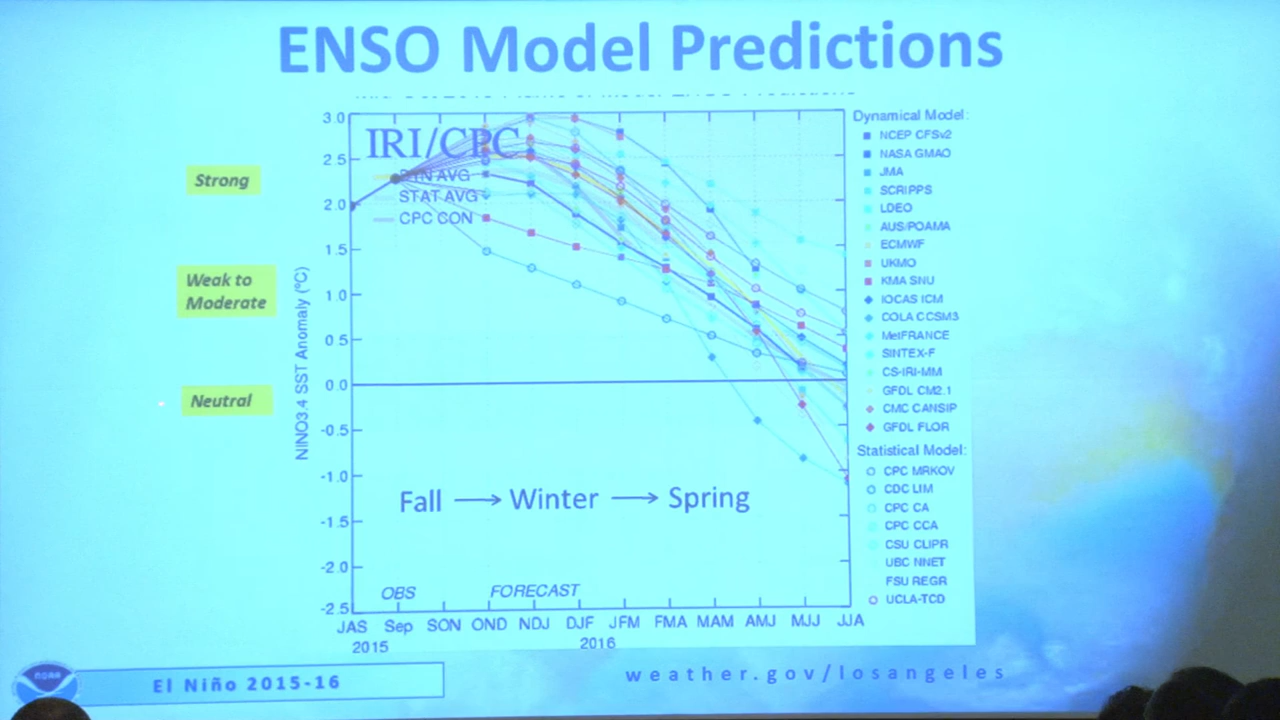 ENSO Model Predictions
IRI/CPC
DYN AVG
STAT AVG
CPC CON
Strong
Weak to
Moderate
Neutral
NINO3.4 SST Anomaly (ºC)
3.0
2.5
2.0
1.5
1.0
0.5
0.0
-0.5
-1.0
-1.5
-2.0
-2.5
Fall → Winter → Spring
OBS FORECAST
JAS Sep SON OND NDJ DJF JFM FMA MAM AMJ MJJ JJA
2015 2016
Dynamical Model:
NCEP CFSv2
NASA GMAO
JMA
SCRIPPS
LDEO
AUS/POAMA
ECMWF
UKMO
KMA SNU
IOCAS ICM
COLA CCSM3
MetFRANCE
SINTEX-F
CS-IRI-MM
GFDL CM2.1
CMC CANSIP
GFDL FLOR
Statistical Model:
CPC MRKOV
CDC LIM
CPC CA
CPC CCA
CSU CLIPR
UBC NNET
FSU REGR
UCLA-TCD
noaa
El Niño 2015-16
weather.gov/losangeles